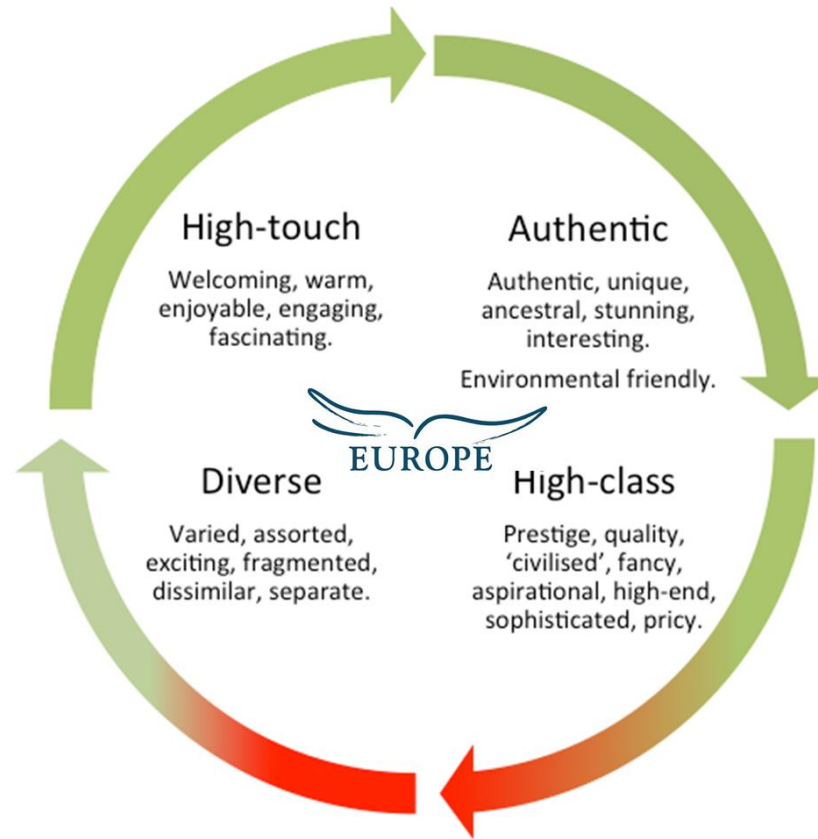 High-touch
Welcoming, warm,
enjoyable, engaging,
fascinating.
Authentic
Authentic, unique,
ancestral, stunning,
interesting.
Environmental friendly.
EUROPE
Diverse
Varied, assorted,
exciting, fragmented,
dissimilar, separate.
High-class
Prestige, quality,
‘civilised’, fancy,
aspirational, high-end,
sophisticated, pricy.